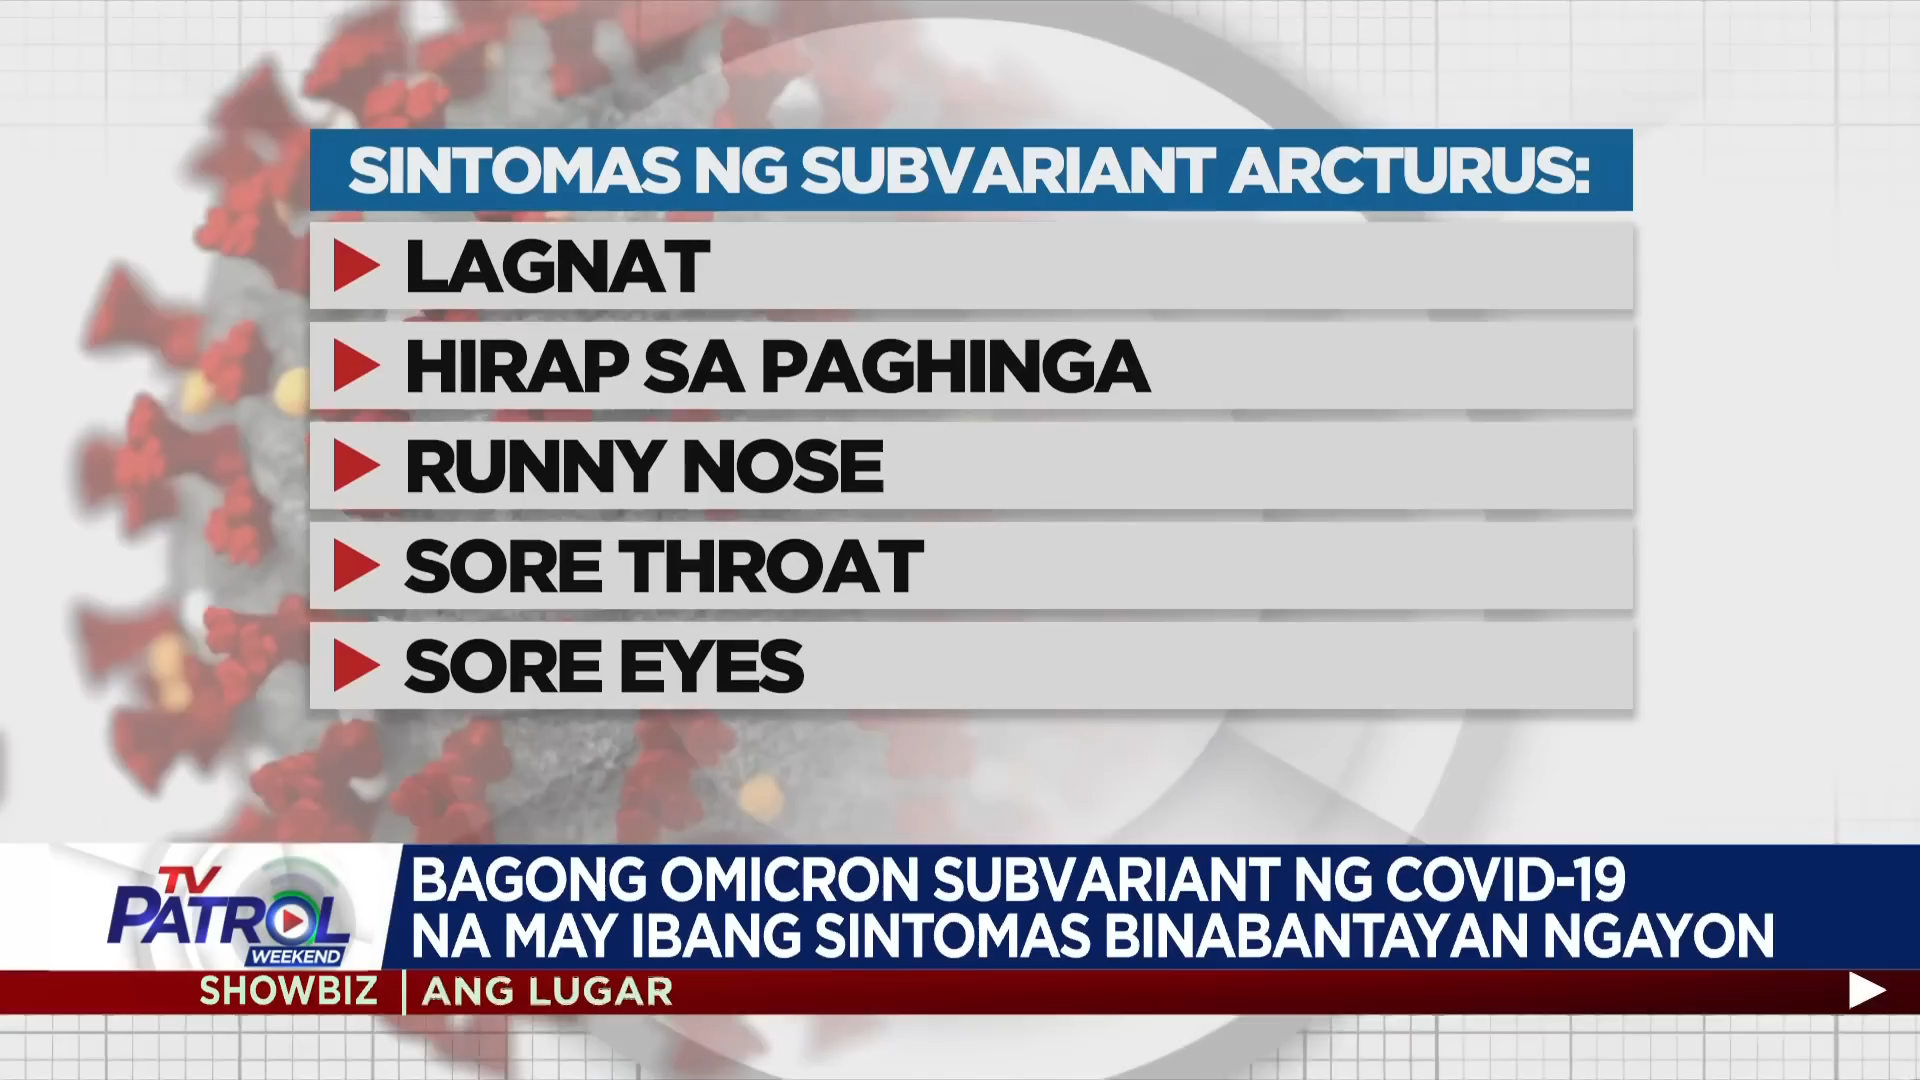 SINTOMAS NG SUBVARIANT ARCTURUS:
LAGNAT
HIRAP SA PAGHINGA
RUNNY NOSE
SORE THROAT
SORE EYES
TV
PATROL
WEEKEND
BAGONG OMICRON SUBVARIANT NG COVID-19
NA MAY IBANG SINTOMAS BINABANTAYAN NGAYON
SHOWBIZ | ANG LUGAR